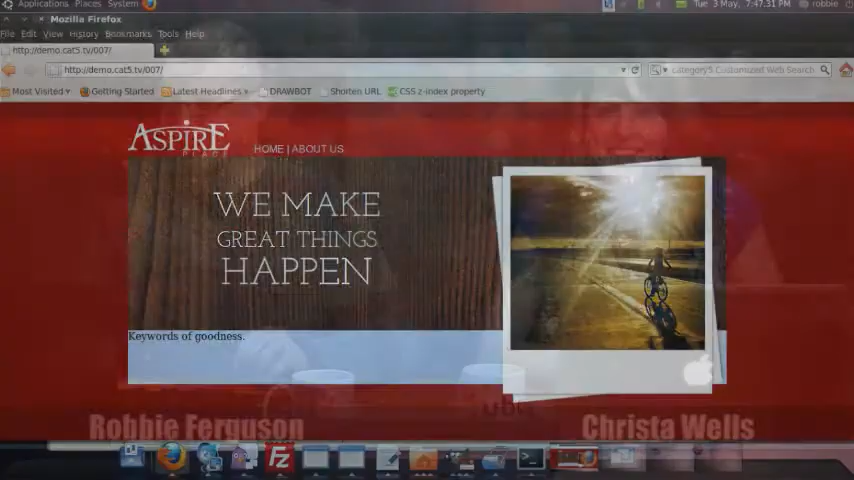 Applications Places System
Tue 3 May, 7:47:31 PM
robbie
Mozilla Firefox
File Edit View History Bookmarks Tools Help
http://demo.cat5.tv/007/
http://demo.cat5.tv/007/
category5 Customized Web Search
Most Visited
Getting Started
Latest Headlines
DRAWBOT
Shorten URL
CSS z-index property
ASPIRE
PLACE
HOME | ABOUT US
WE MAKE
GREAT THINGS
HAPPEN
Keywords of goodness.
Robbie Ferguson
Christa Wells